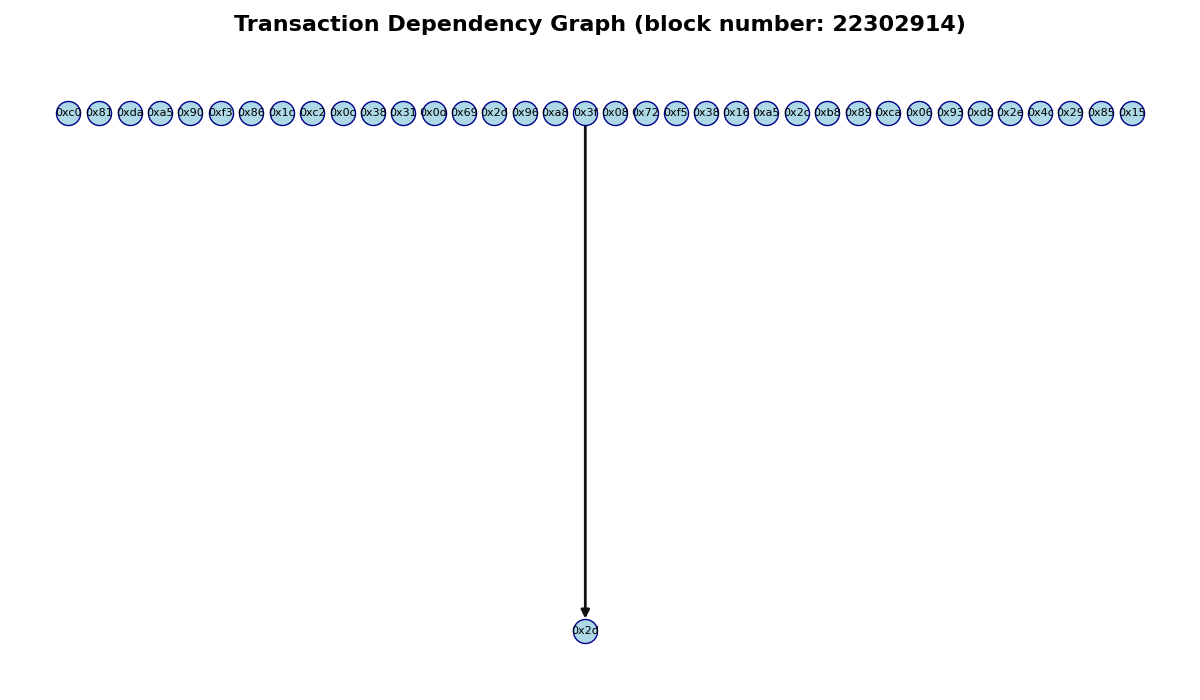 Transaction Dependency Graph (block number: 22302914)
0xc0 0x81 0xda 0xa5 0x90 0xf3 0x86 0x1c 0xc2 0x0c 0x38 0x31 0x0d 0x69 0x2d 0x96 0xa8 0x3f 0x08 0x72 0xf5 0x38 0x16 0xa5 0x2c 0xb8 0x89 0xca 0x06 0x93 0xd8 0x2e 0x4c 0x29 0x85 0x15
0x2d